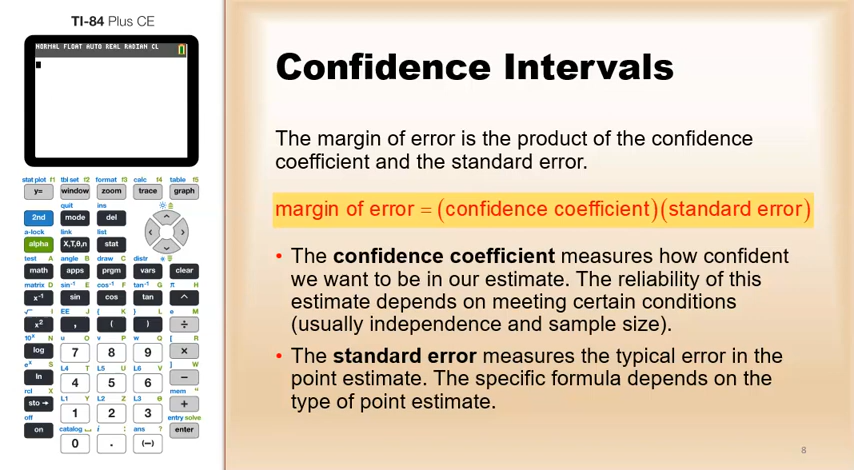 TI-84 Plus CE
NORMAL FLOAT AUTO REAL RADIAN CL
stat plot f1 tbl set f2 format f3 calc f4 table f5
y= window zoom trace graph
quit ins
2nd mode del
a-lock link list
alpha X,T,θ,n stat
test A angle B draw C distr
math apps prgm vars clear
matrix D sin⁻¹ E cos⁻¹ F tan⁻¹ G π H
x⁻¹ sin cos tan ^
√ I EE J { K } L e M
x² , ( ) ÷
10ˣ N u O v P w Q [ R
log 7 8 9 ×
eˣ S L4 T L5 U L6 V ] W
ln 4 5 6 −
rcl X L1 Y L2 Z L3 θ mem "
sto→ 1 2 3 +
off catalog i : ans ? entry solve
on 0 . (−) enter
Confidence Intervals
The margin of error is the product of the confidence
coefficient and the standard error.
margin of error = (confidence coefficient)(standard error)
• The confidence coefficient measures how confident
we want to be in our estimate. The reliability of this
estimate depends on meeting certain conditions
(usually independence and sample size).
• The standard error measures the typical error in the
point estimate. The specific formula depends on the
type of point estimate.
8